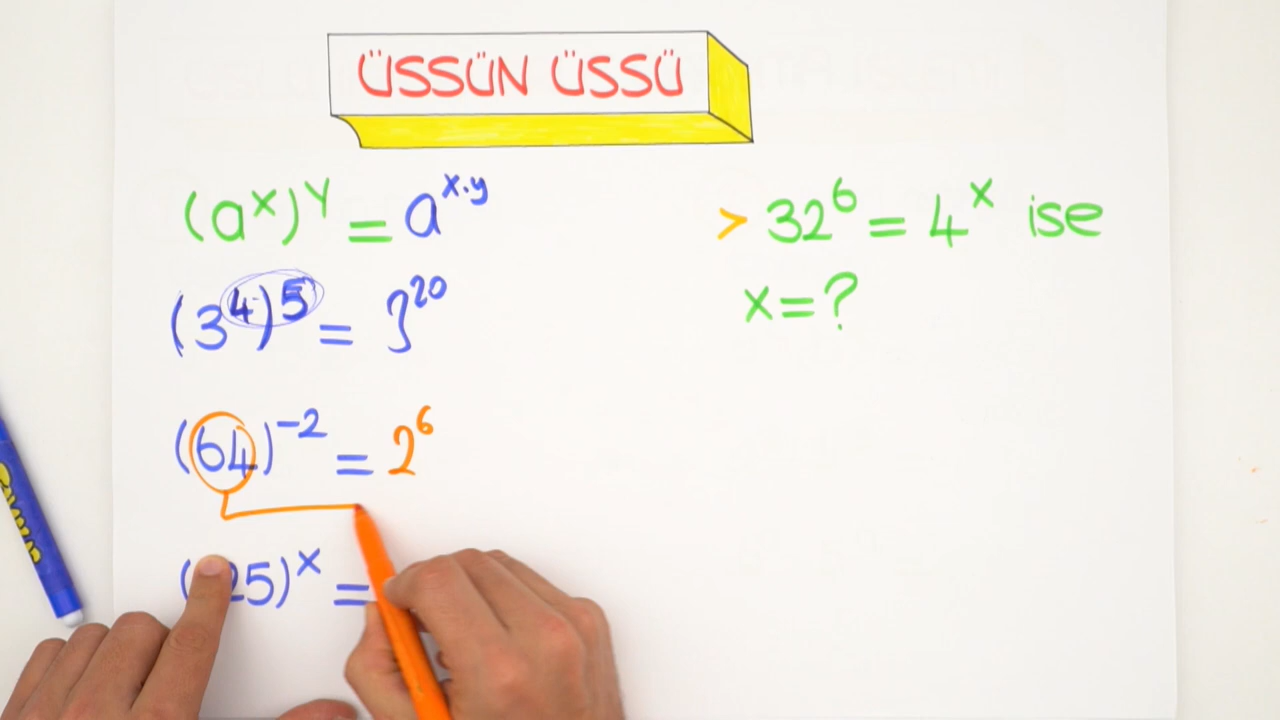 ÜSSÜN ÜSSÜ
(a^x)^y = a^x.y
(3^4)^5 = 3^20
(64)^-2 = 2^6
25)^x =
> 32^6 = 4^x ise
x = ?